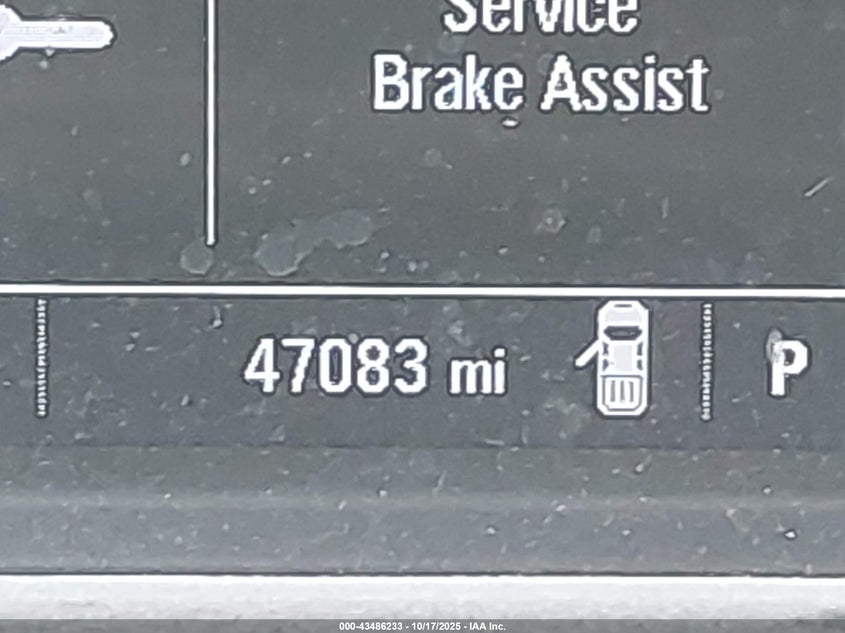 Service
Brake Assist
47083 mi
P
000-43486233 - 10/17/2025 - IAA Inc.